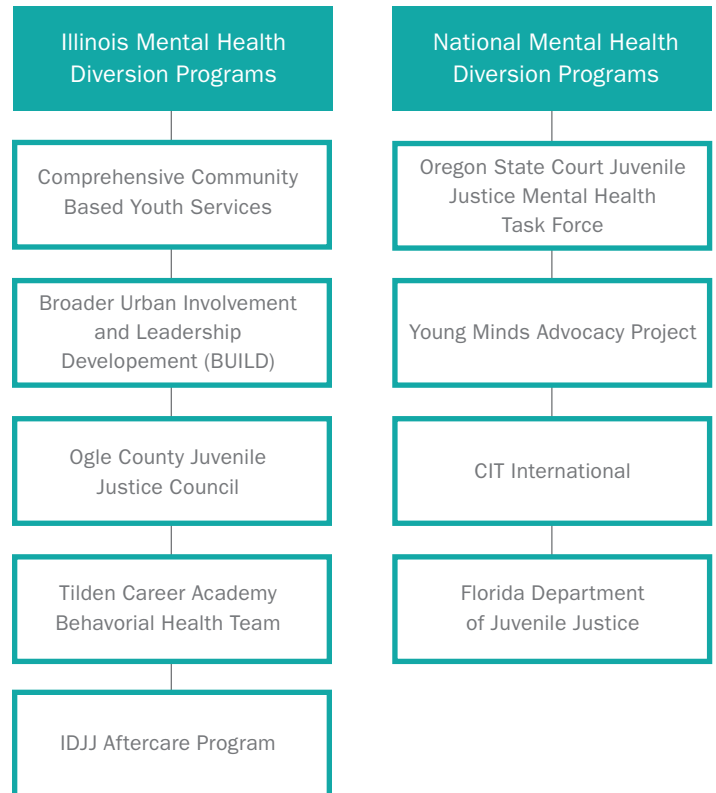 Illinois Mental Health
Diversion Programs
Comprehensive Community
Based Youth Services
Broader Urban Involvement
and Leadership
Developement (BUILD)
Ogle County Juvenile
Justice Council
Tilden Career Academy
Behavorial Health Team
IDJJ Aftercare Program
National Mental Health
Diversion Programs
Oregon State Court Juvenile
Justice Mental Health
Task Force
Young Minds Advocacy Project
CIT International
Florida Department
of Juvenile Justice